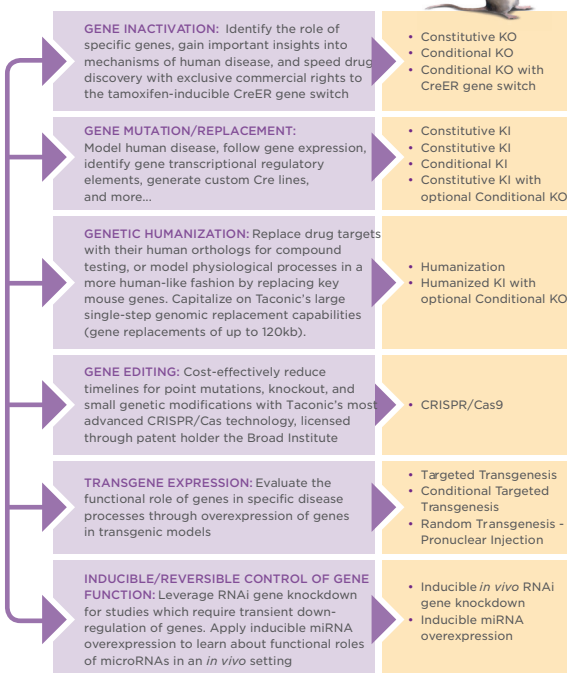 GENE INACTIVATION: Identify the role of
specific genes, gain important insights into
mechanisms of human disease, and speed drug
discovery with exclusive commercial rights to
the tamoxifen-inducible CreER gene switch
• Constitutive KO
• Conditional KO
• Conditional KO with
CreER gene switch
GENE MUTATION/REPLACEMENT:
Model human disease, follow gene expression,
identify gene transcriptional regulatory
elements, generate custom Cre lines,
and more...
• Constitutive KI
• Constitutive KI
• Conditional KI
• Constitutive KI with
optional Conditional KO
GENETIC HUMANIZATION: Replace drug targets
with their human orthologs for compound
testing, or model physiological processes in a
more human-like fashion by replacing key
mouse genes. Capitalize on Taconic's large
single-step genomic replacement capabilities
(gene replacements of up to 120kb).
• Humanization
• Humanized KI with
optional Conditional KO
GENE EDITING: Cost-effectively reduce
timelines for point mutations, knockout, and
small genetic modifications with Taconic's most
advanced CRISPR/Cas technology, licensed
through patent holder the Broad Institute
• CRISPR/Cas9
TRANSGENE EXPRESSION: Evaluate the
functional role of genes in specific disease
processes through overexpression of genes
in transgenic models
• Targeted Transgenesis
• Conditional Targeted
Transgenesis
• Random Transgenesis -
Pronuclear Injection
INDUCIBLE/REVERSIBLE CONTROL OF GENE
FUNCTION: Leverage RNAi gene knockdown
for studies which require transient down-
regulation of genes. Apply inducible miRNA
overexpression to learn about functional roles
of microRNAs in an in vivo setting
• Inducible in vivo RNAi
gene knockdown
• Inducible miRNA
overexpression